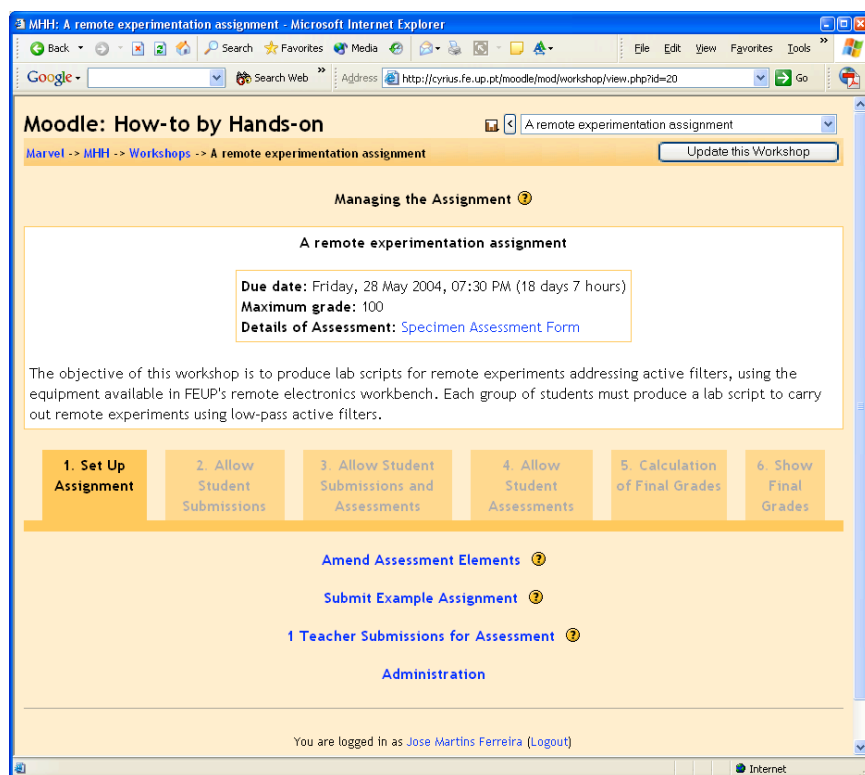 MHH: A remote experimentation assignment - Microsoft Internet Explorer
Back Search Favorites Media File Edit View Favorites Tools »
Google Search Web » Address http://cyrius.fe.up.pt/moodle/mod/workshop/view.php?id=20 Go
Moodle: How-to by Hands-on
< A remote experimentation assignment
Marvel -> MHH -> Workshops -> A remote experimentation assignment
Update this Workshop
Managing the Assignment ?
A remote experimentation assignment
Due date: Friday, 28 May 2004, 07:30 PM (18 days 7 hours)
Maximum grade: 100
Details of Assessment: Specimen Assessment Form
The objective of this workshop is to produce lab scripts for remote experiments addressing active filters, using the
equipment available in FEUP's remote electronics workbench. Each group of students must produce a lab script to carry
out remote experiments using low-pass active filters.
1. Set Up
Assignment
2. Allow
Student
Submissions
3. Allow Student
Submissions and
Assessments
4. Allow
Student
Assessments
5. Calculation
of Final Grades
6. Show
Final
Grades
Amend Assessment Elements ?
Submit Example Assignment ?
1 Teacher Submissions for Assessment ?
Administration
You are logged in as Jose Martins Ferreira (Logout)
Internet